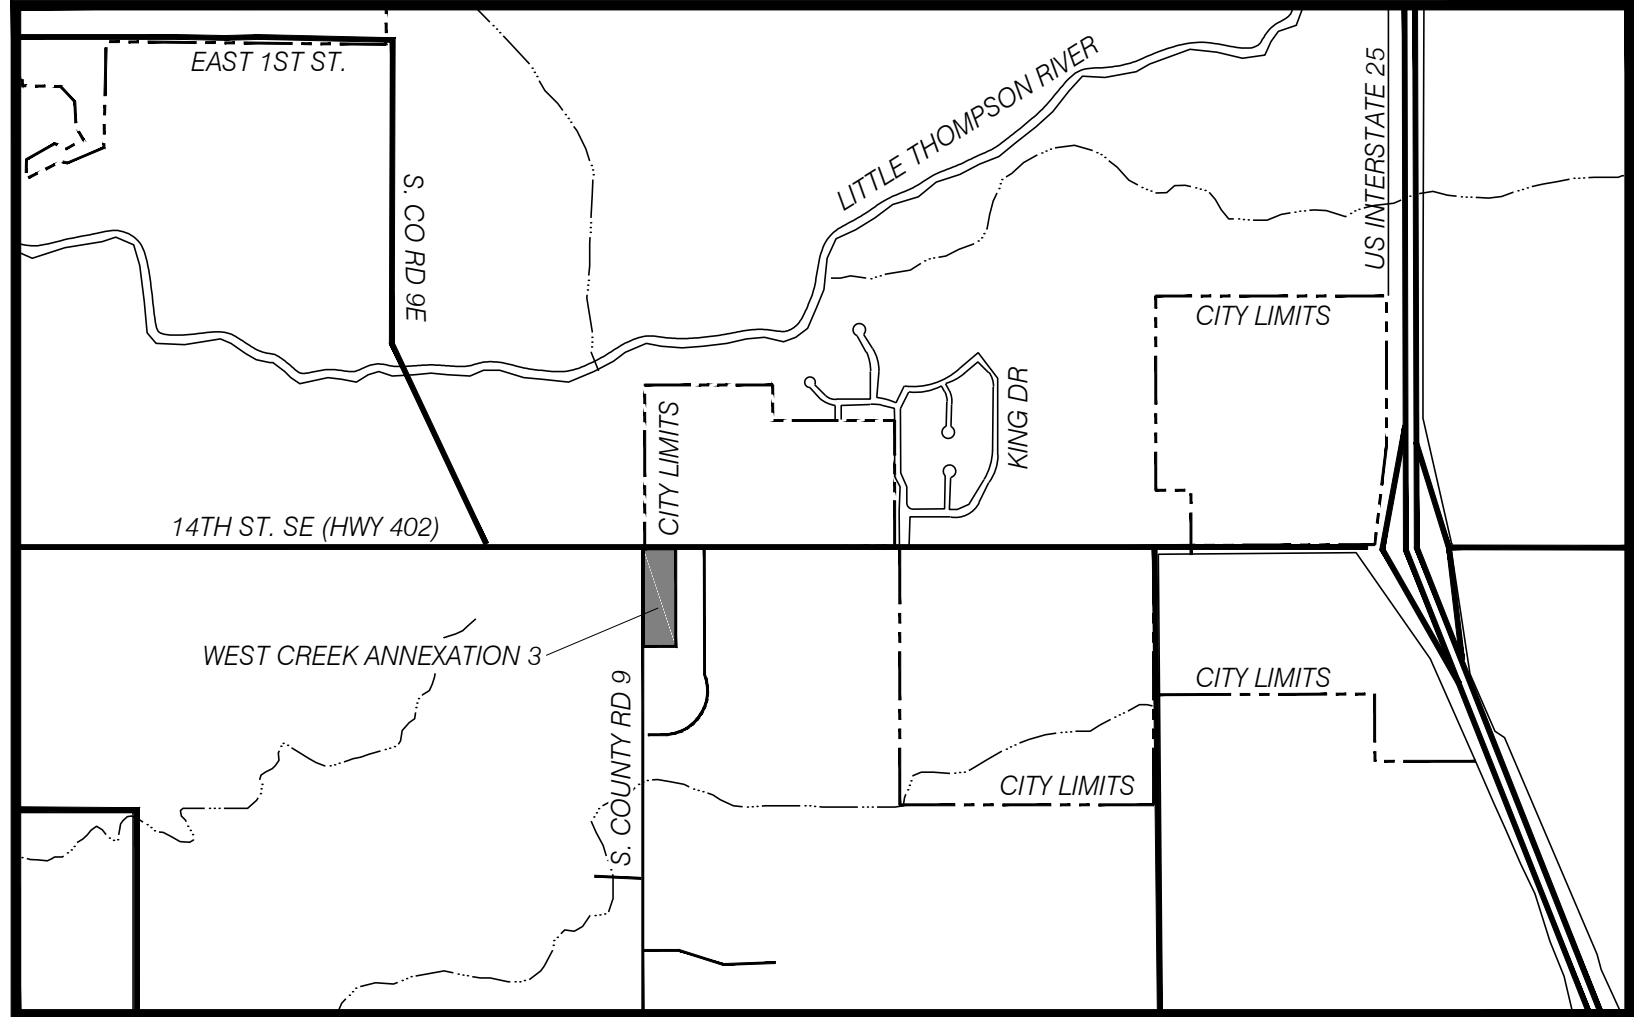 EAST 1ST ST.
LITTLE THOMPSON RIVER
US INTERSTATE 25
S. CO RD 9E
CITY LIMITS
KING DR
CITY LIMITS
14TH ST. SE (HWY 402)
WEST CREEK ANNEXATION 3
S. COUNTY RD 9
CITY LIMITS
CITY LIMITS